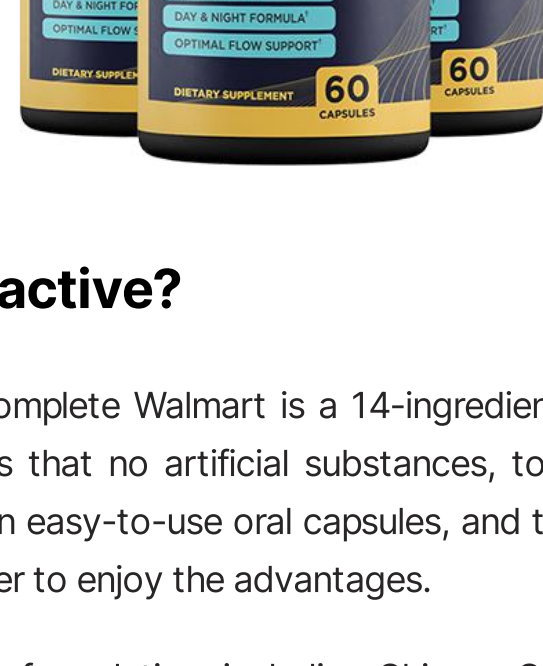 DAY & NIGHT FOR
DAY & NIGHT FORMULA†
OPTIMAL FLOW S
OPTIMAL FLOW SUPPORT†
RT†
DIETARY SUPPLEM
DIETARY SUPPLEMENT
60
CAPSULES
60
CAPSULES
active?
omplete Walmart is a 14-ingredien
s that no artificial substances, to
n easy-to-use oral capsules, and t
er to enjoy the advantages.